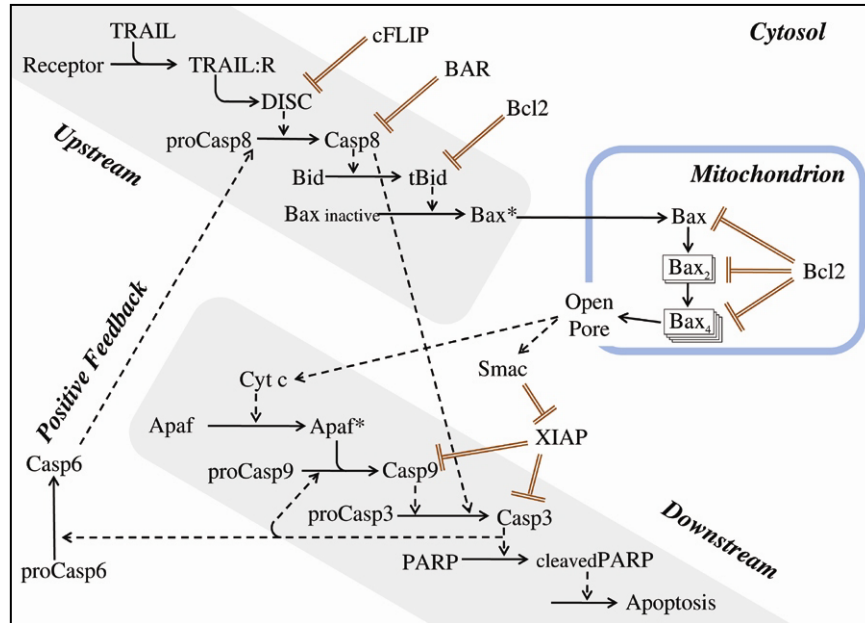 TRAIL
cFLIP
Cytosol
Receptor
TRAIL:R
BAR
DISC
Bcl2
Upstream
proCasp8
Casp8
Mitochondrion
Bid
tBid
Bax inactive
Bax*
Bax
Bax2
Bcl2
Bax4
Open
Pore
Positive Feedback
Smac
Cyt c
Apaf
Apaf*
XIAP
Casp6
proCasp9
Casp9
proCasp3
Casp3
Downstream
proCasp6
PARP
cleavedPARP
Apoptosis